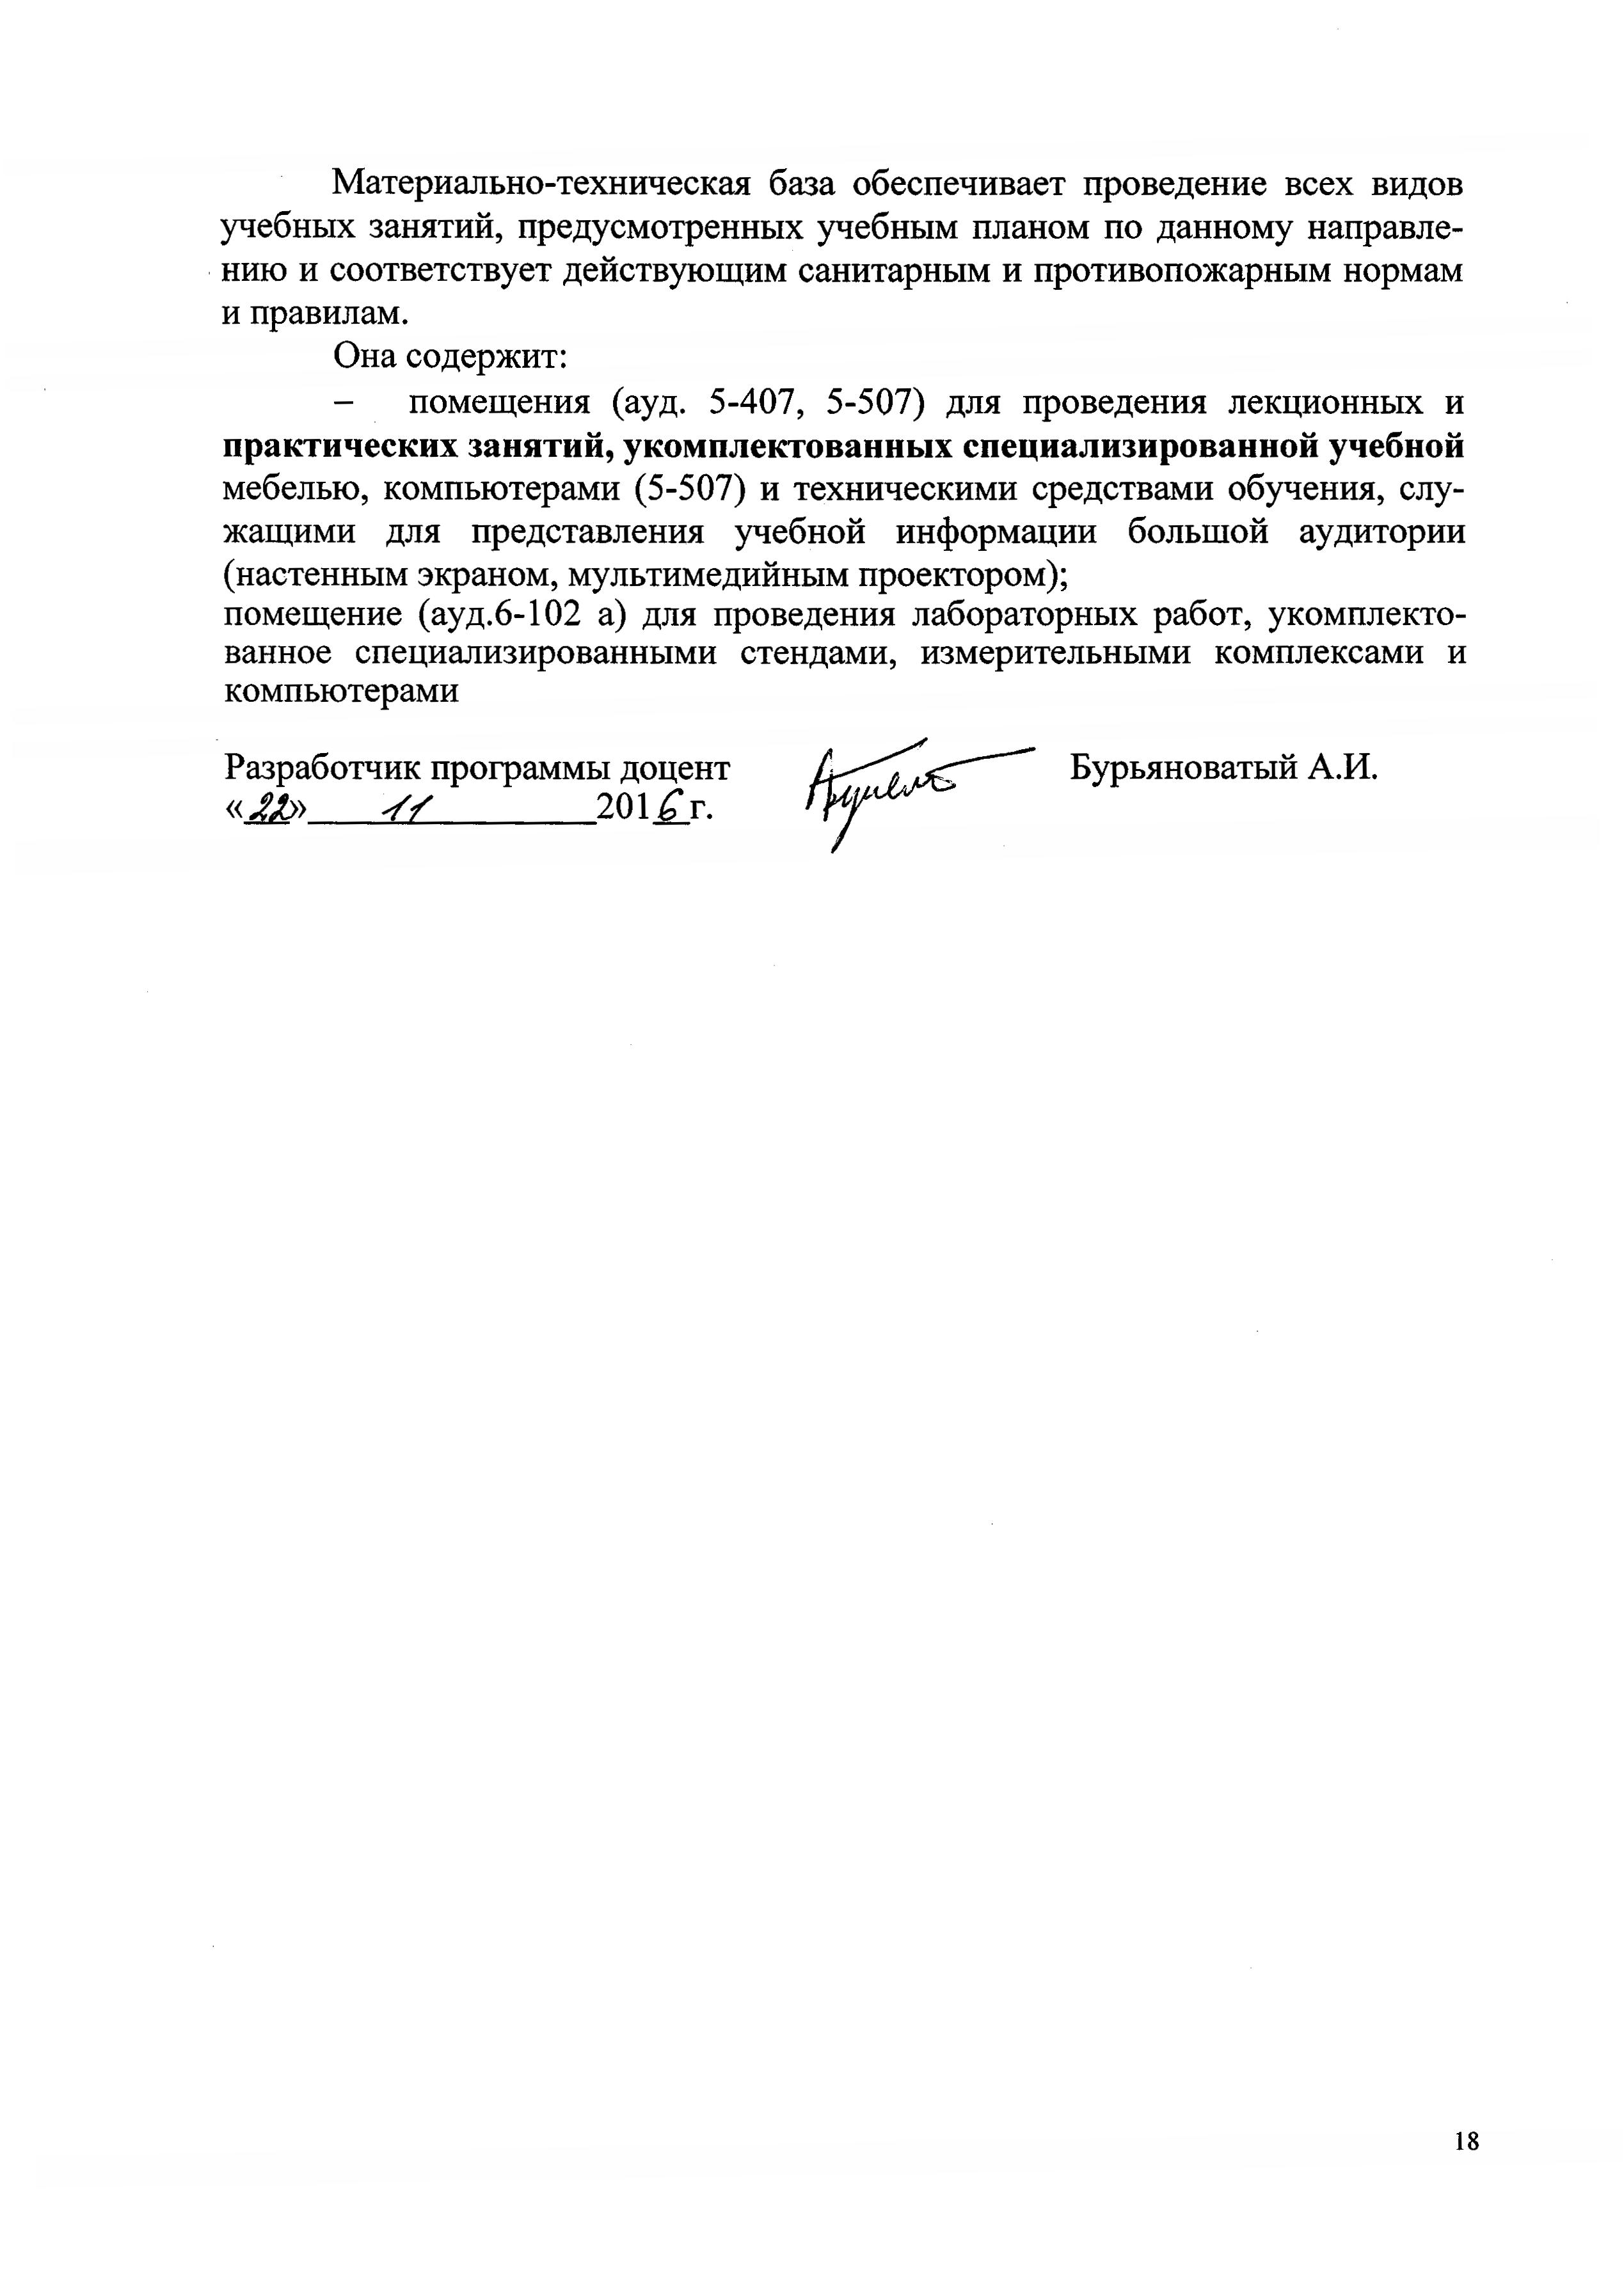 Материально-техническая база обеспечивает проведение всех видов
учебных занятий, предусмотренных учебным планом по данному направле-
нию и соответствует действующим санитарным и противопожарным нормам
и правилам.
Она содержит:
– помещения (ауд. 5-407, 5-507) для проведения лекционных и
практических занятий, укомплектованных специализированной учебной
мебелью, компьютерами (5-507) и техническими средствами обучения, слу-
жащими для представления учебной информации большой аудитории
(настенным экраном, мультимедийным проектором);
помещение (ауд.6-102 а) для проведения лабораторных работ, укомплекто-
ванное специализированными стендами, измерительными комплексами и
компьютерами
Разработчик программы доцент Бурьяноватый А.И.
«22» 11 2016 г.
18